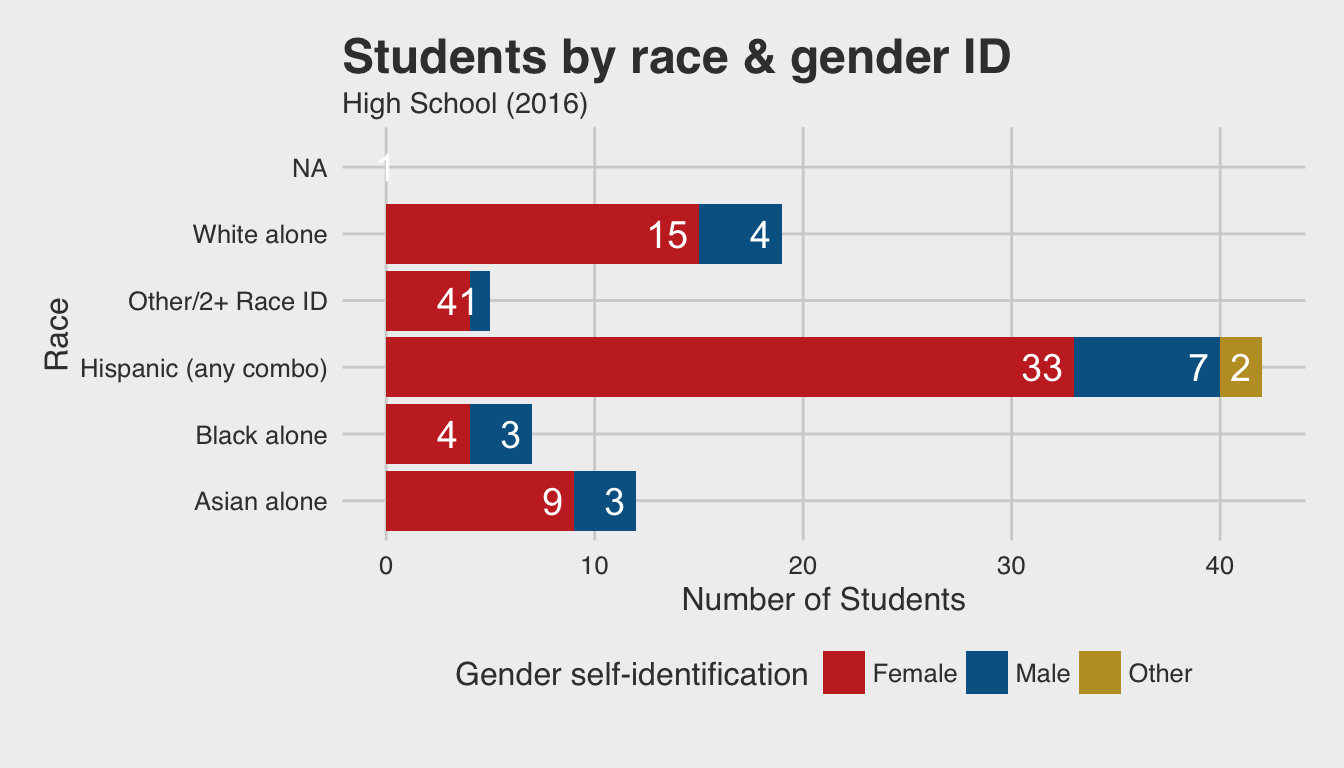 Students by race & gender ID
High School (2016)
NA 1
White alone 15 4
Other/2+ Race ID 4 1
Hispanic (any combo) 33 7 2
Black alone 4 3
Asian alone 9 3
Race
0 10 20 30 40
Number of Students
Gender self-identification Female Male Other